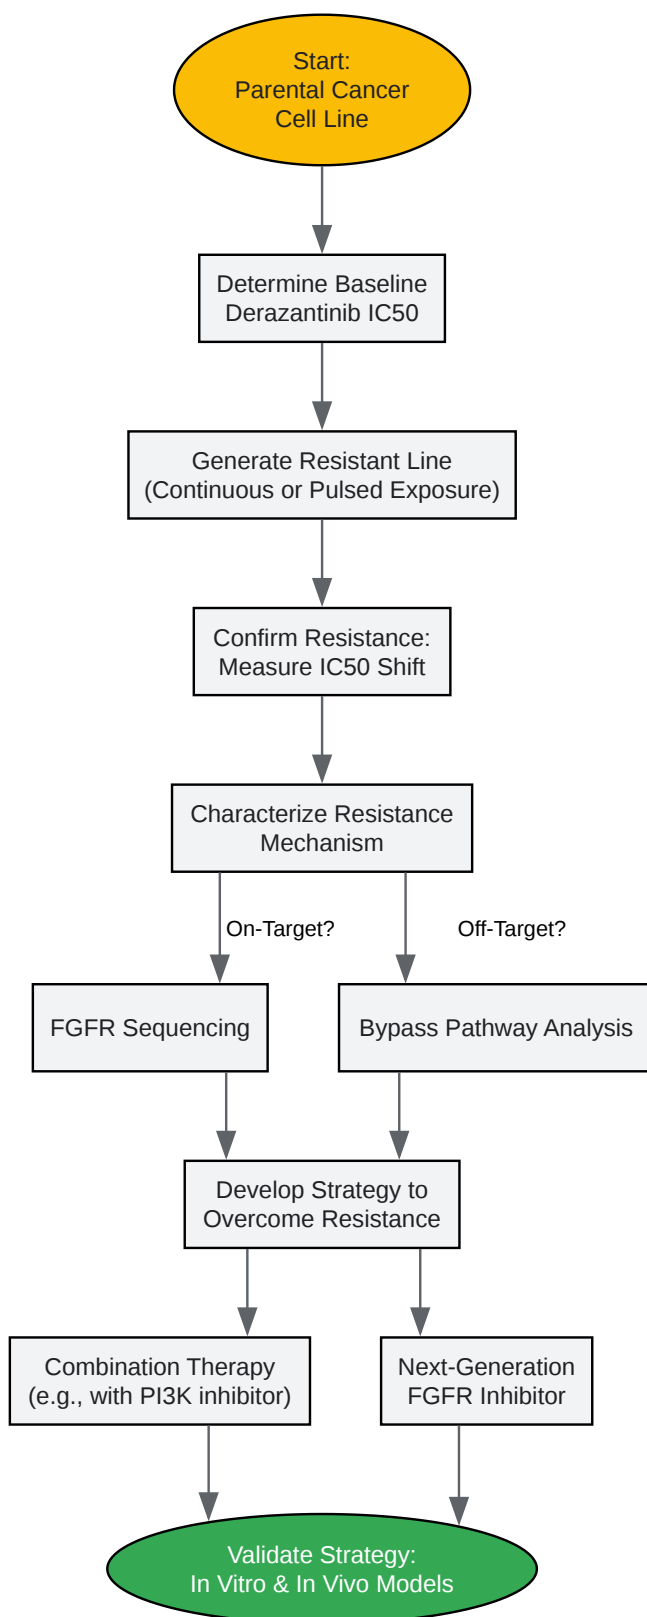 Start:
Parental Cancer
Cell Line
Determine Baseline
Derazantinib IC50
Generate Resistant Line
(Continuous or Pulsed Exposure)
Confirm Resistance:
Measure IC50 Shift
Characterize Resistance
Mechanism
On-Target?
Off-Target?
FGFR Sequencing
Bypass Pathway Analysis
Develop Strategy to
Overcome Resistance
Combination Therapy
(e.g., with PI3K inhibitor)
Next-Generation
FGFR Inhibitor
Validate Strategy:
In Vitro & In Vivo Models